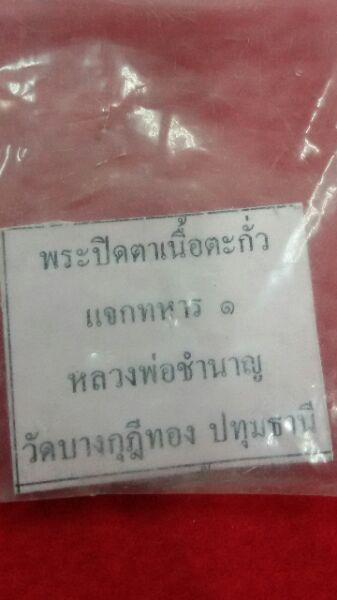 พระปิดตาเนื้อตะกั่ว
แจกทหาร ๑
หลวงพ่อชำนาญ
วัดบางกุฎีทอง ปทุมธานี